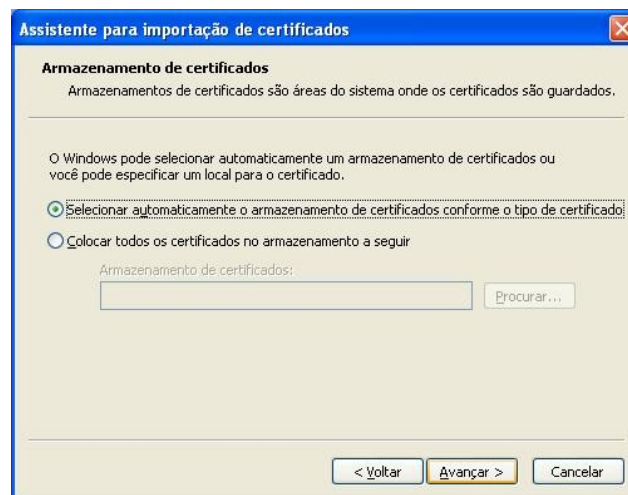 Assistente para importação de certificados
Armazenamento de certificados
Armazenamentos de certificados são áreas do sistema onde os certificados são guardados.
O Windows pode selecionar automaticamente um armazenamento de certificados ou
você pode especificar um local para o certificado.
Selecionar automaticamente o armazenamento de certificados conforme o tipo de certificado
Colocar todos os certificados no armazenamento a seguir
Armazenamento de certificados:
Procurar...
< Voltar
Avançar >
Cancelar